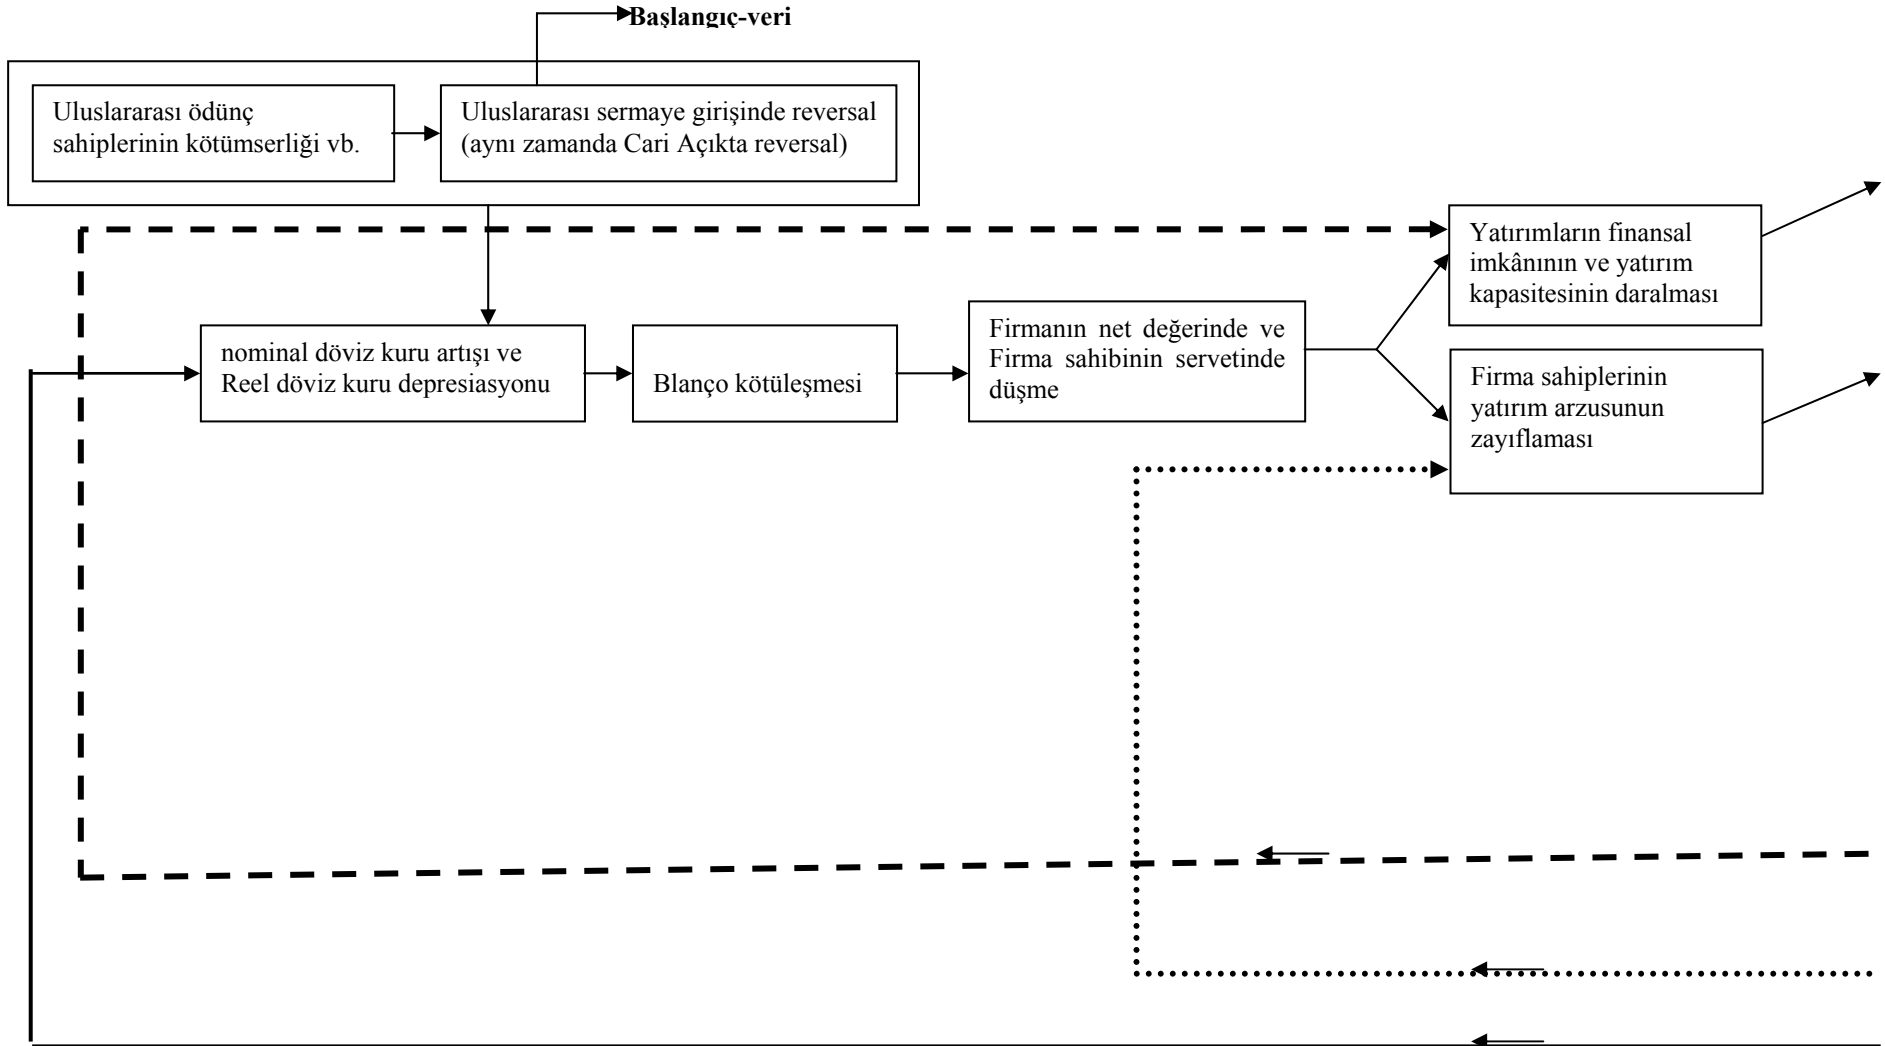 Başlangıç-veri
Uluslararası ödünç
sahiplerinin kötümserliği vb.
Uluslararası sermaye girişinde reversal
(aynı zamanda Cari Açıkta reversal)
Yatırımların finansal
imkânının ve yatırım
kapasitesinin daralması
nominal döviz kuru artışı ve
Reel döviz kuru depresiasyonu
Blanço kötüleşmesi
Firmanın net değerinde ve
Firma sahibinin servetinde
düşme
Firma sahiplerinin
yatırım arzusunun
zayıflaması